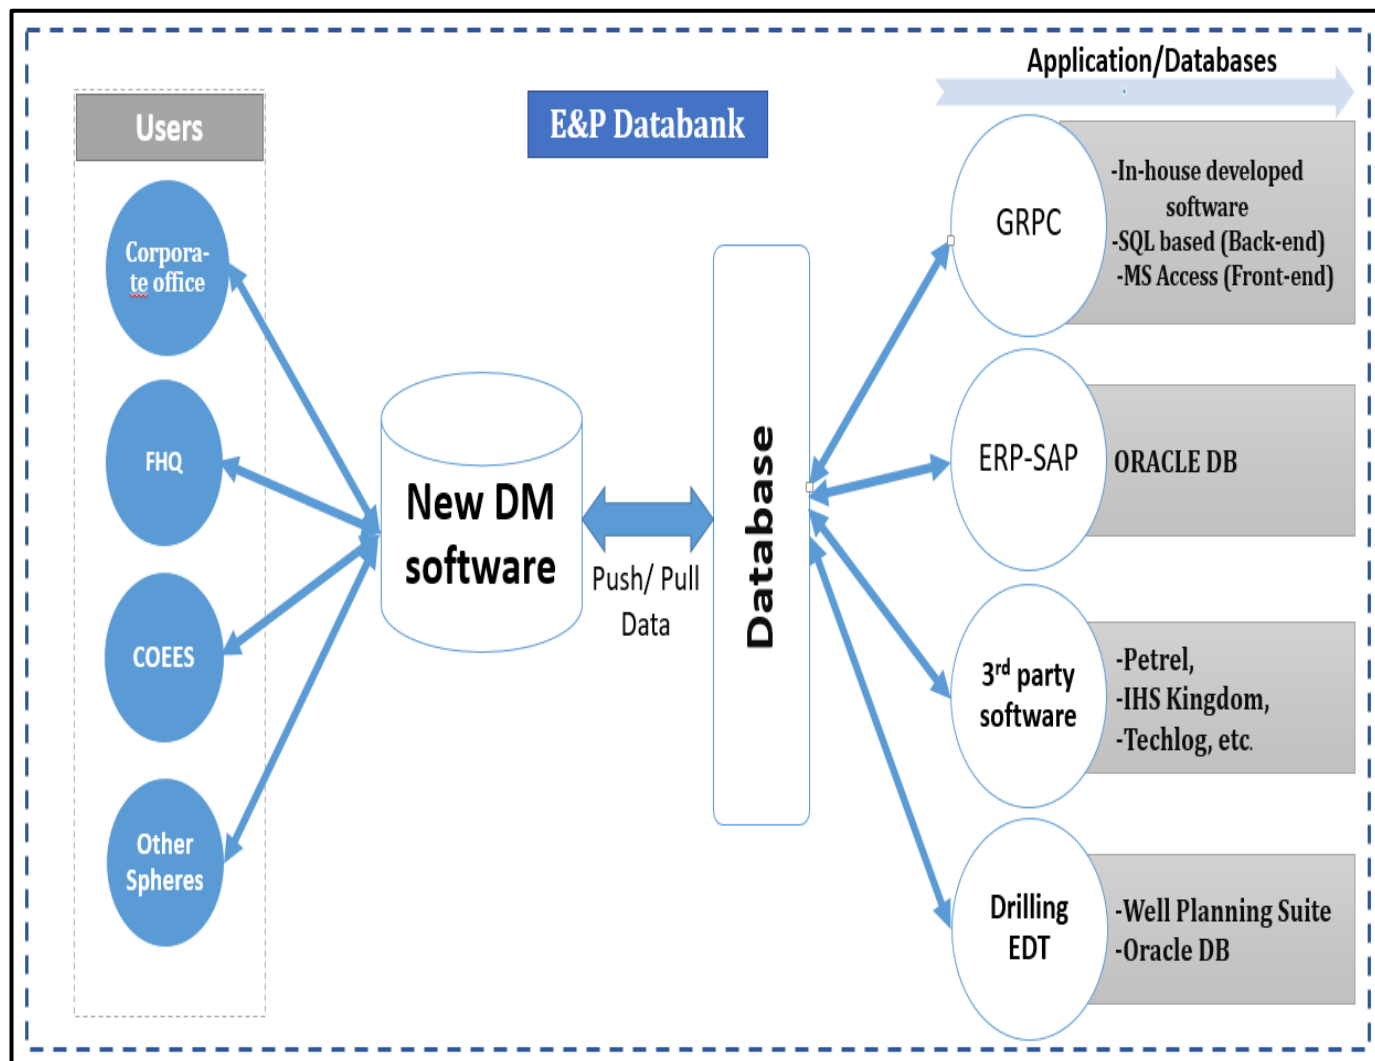 Application/Databases
Users
E&P Databank
Corpora-
te office
FHQ
COEES
Other
Spheres
New DM
software
Push/ Pull
Data
Database
GRPC
-In-house developed
software
-SQL based (Back-end)
-MS Access (Front-end)
ERP-SAP
ORACLE DB
3rd party
software
-Petrel,
-IHS Kingdom,
-Techlog, etc.
Drilling
EDT
-Well Planning Suite
-Oracle DB